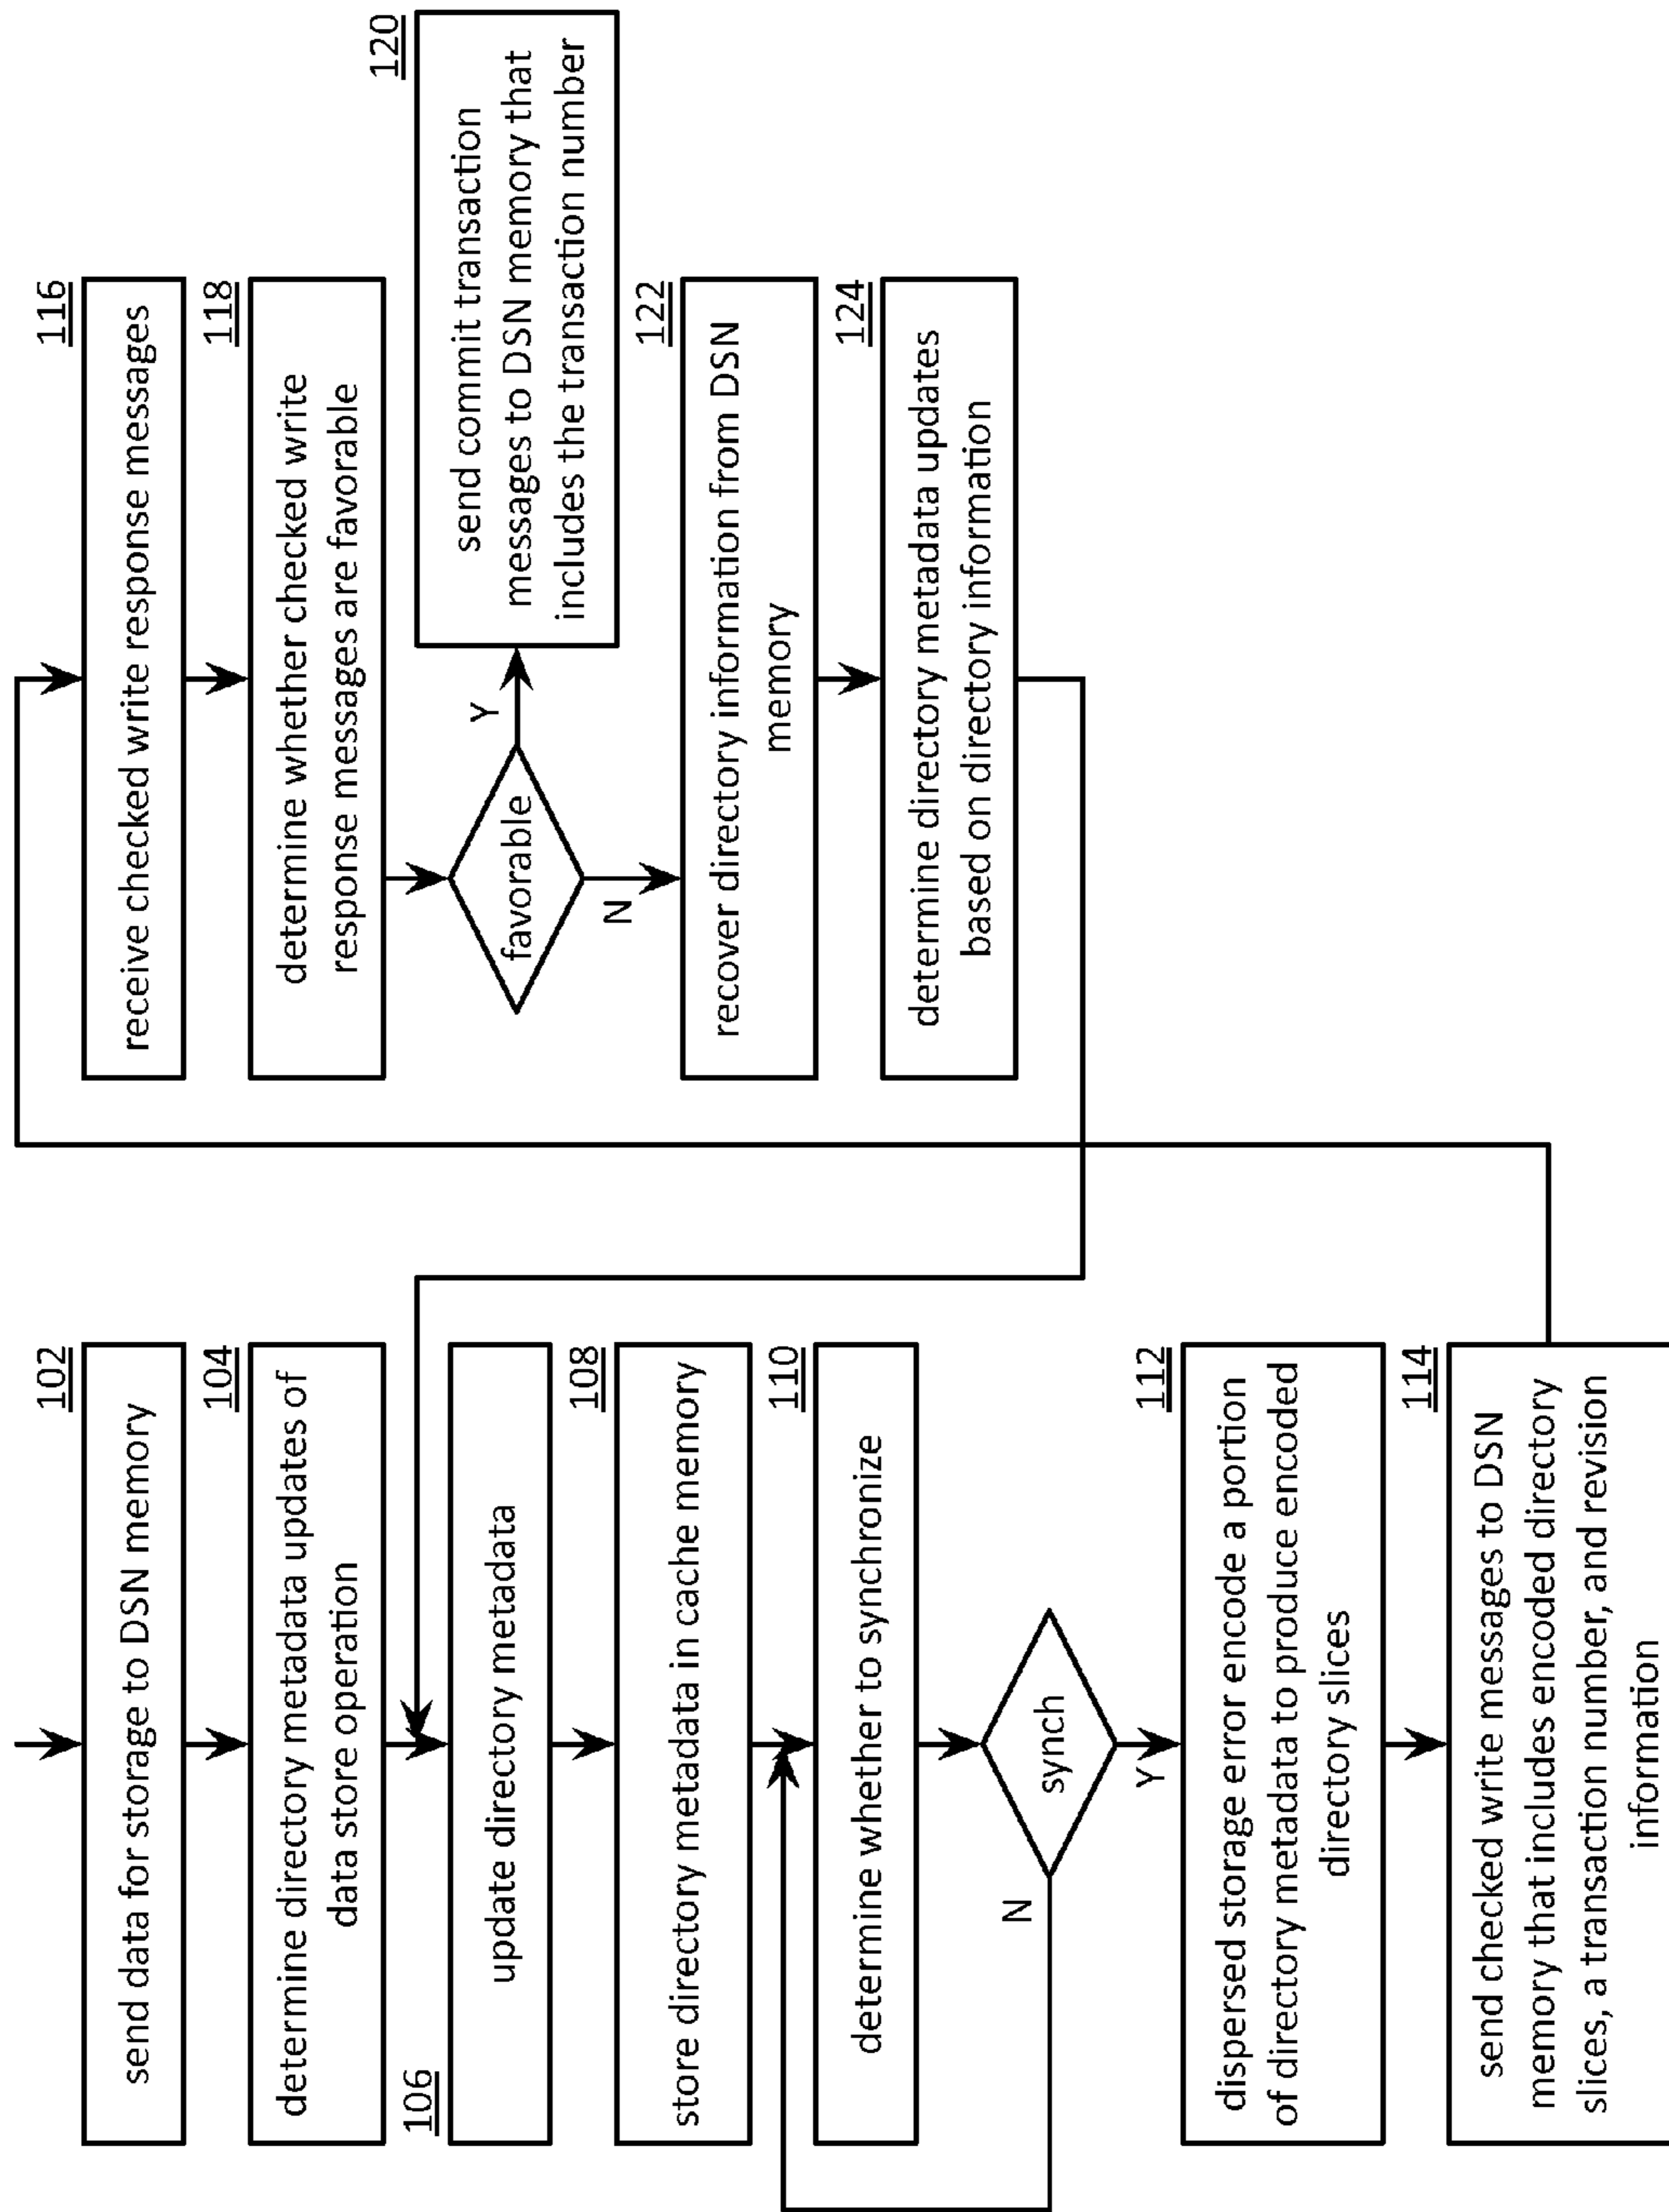 102
send data for storage to DSN memory
104
determine directory metadata updates of
data store operation
106
update directory metadata
108
store directory metadata in cache memory
110
determine whether to synchronize
synch
N
Y
112
dispersed storage error encode a portion
of directory metadata to produce encoded
directory slices
114
send checked write messages to DSN
memory that includes encoded directory
slices, a transaction number, and revision
information
116
receive checked write response messages
118
determine whether checked write
response messages are favorable
favorable
Y
N
120
send commit transaction
messages to DSN memory that
includes the transaction number
122
recover directory information from DSN
memory
124
determine directory metadata updates
based on directory information